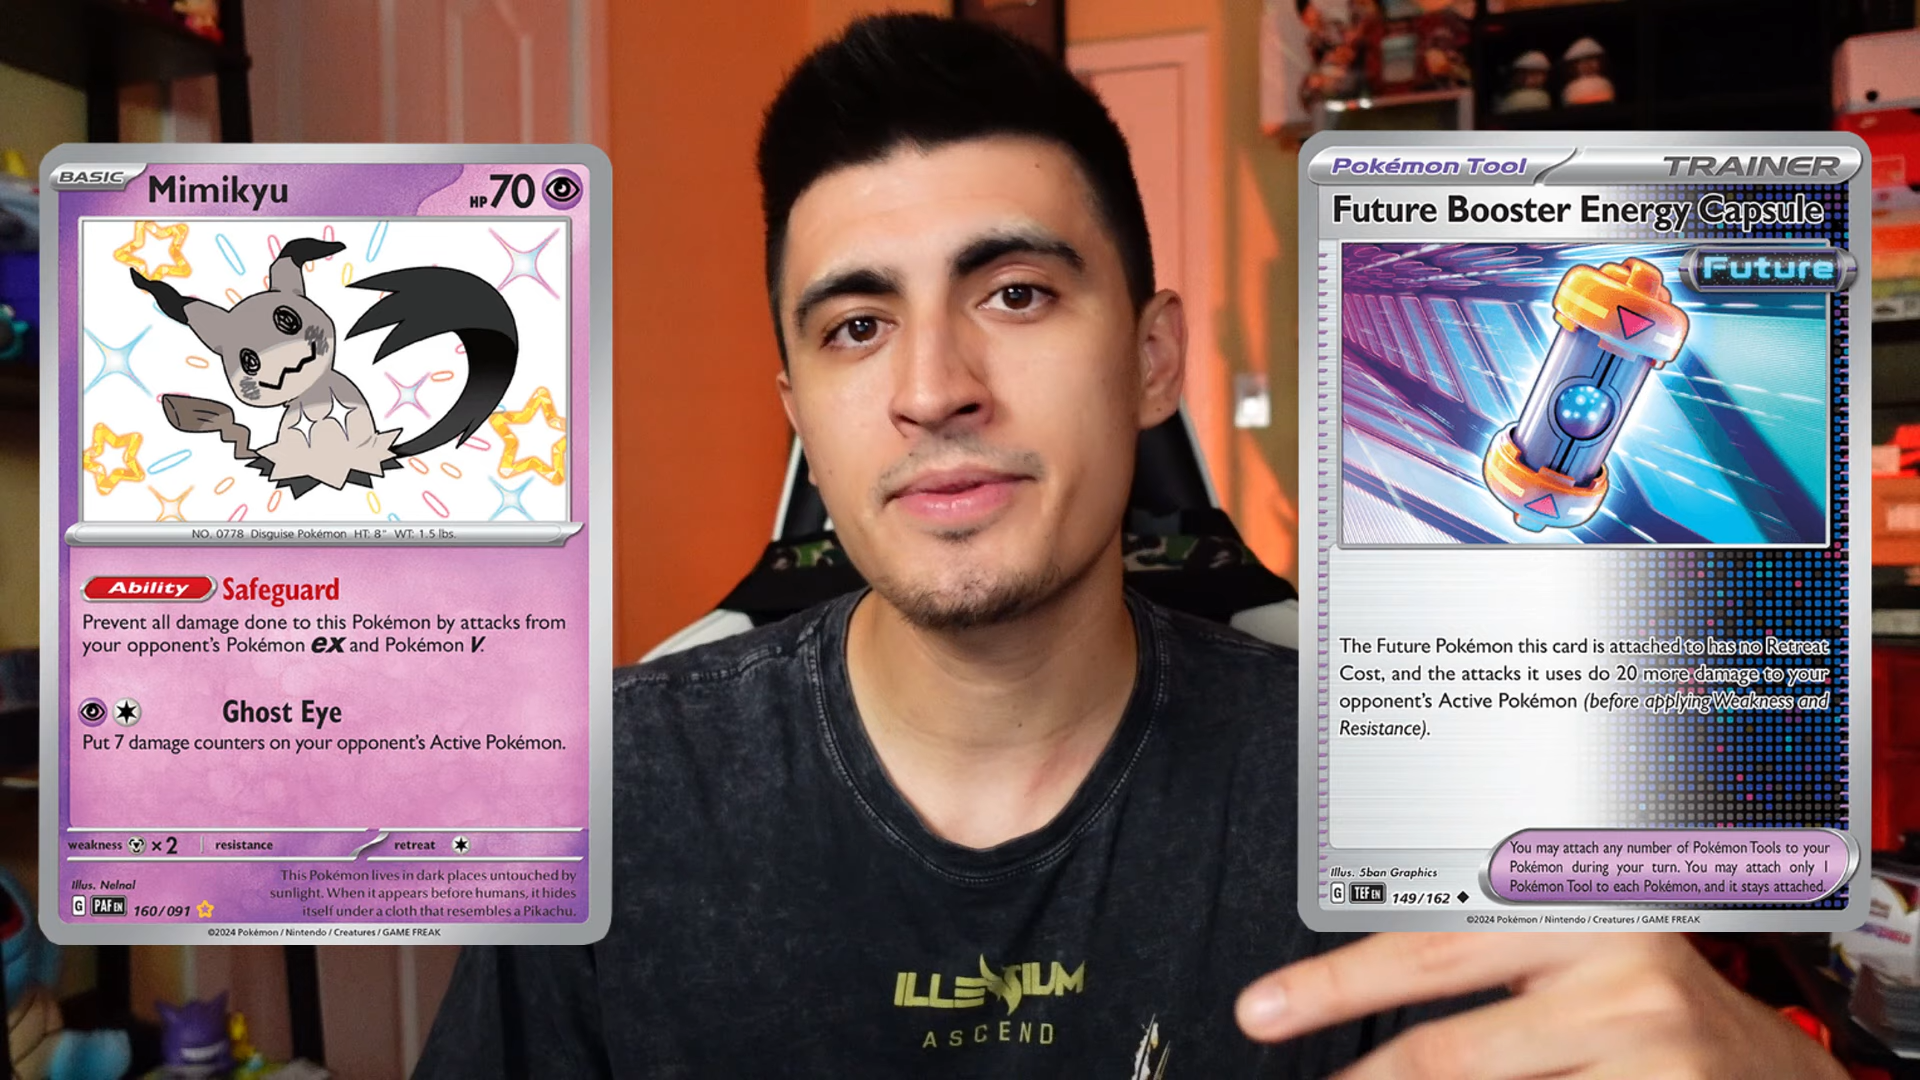 BASIC
Mimikyu
HP 70
NO. 0778 Disguise Pokémon HT: 8" WT: 1.5 lbs.
Ability Safeguard
Prevent all damage done to this Pokémon by attacks from
your opponent's Pokémon ex and Pokémon V.
Ghost Eye
Put 7 damage counters on your opponent's Active Pokémon.
weakness ×2 resistance retreat
Illus. Nelnal
This Pokémon lives in dark places untouched by
sunlight. When it appears before humans, it hides
itself under a cloth that resembles a Pikachu.
G PAF EN 160/091
©2024 Pokémon / Nintendo / Creatures / GAME FREAK
ILLENIUM
ASCEND
Pokémon Tool TRAINER
Future Booster Energy Capsule
Future
The Future Pokémon this card is attached to has no Retreat
Cost, and the attacks it uses do 20 more damage to your
opponent's Active Pokémon (before applying Weakness and
Resistance).
You may attach any number of Pokémon Tools to your
Pokémon during your turn. You may attach only 1
Pokémon Tool to each Pokémon, and it stays attached.
Illus. 5ban Graphics
G TEF EN 149/162
©2024 Pokémon / Nintendo / Creatures / GAME FREAK